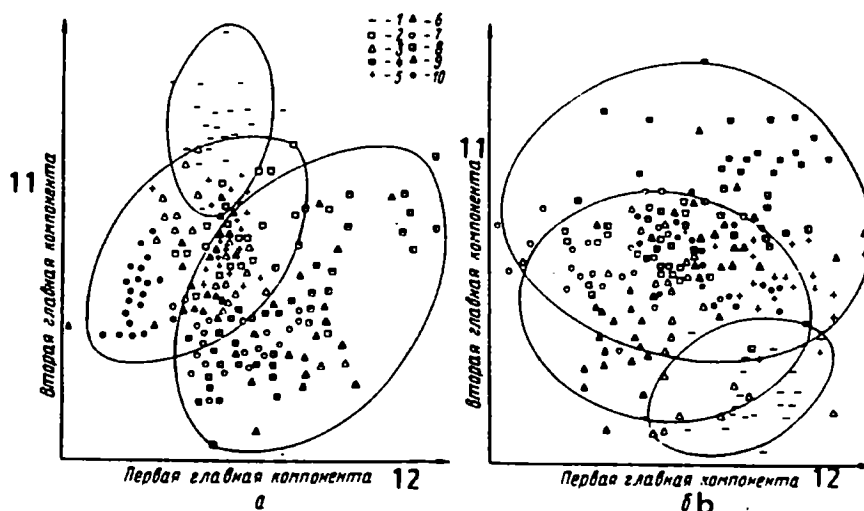 - 1 - 6
- 2 - 7
- 3 - 8
- 4 - 9
- 5 - 10
11
Вторая главная компонента
11
Вторая главная компонента
Первая главная компонента 12
а
Первая главная компонента 12
б b